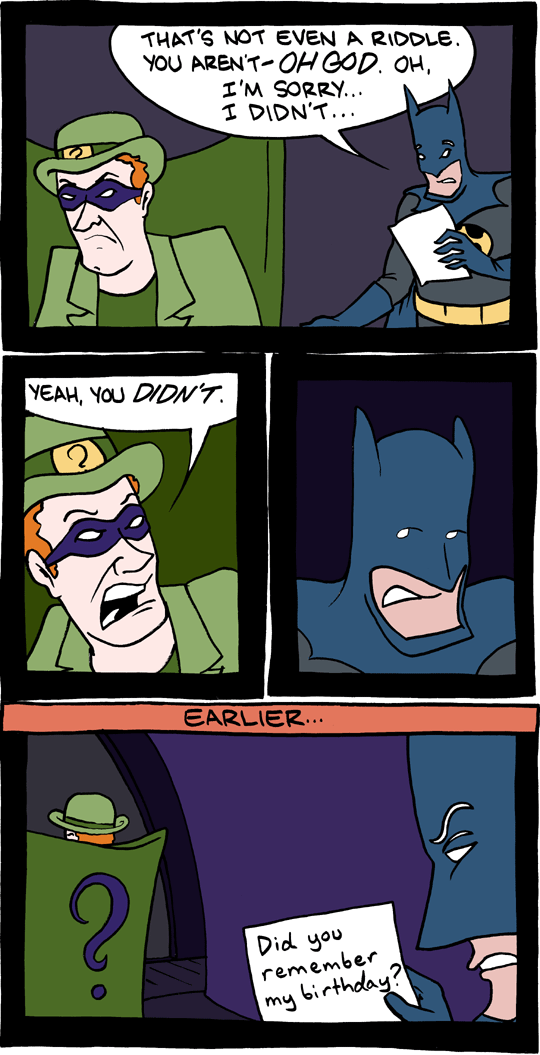 THAT'S NOT EVEN A RIDDLE.
YOU AREN'T- OH GOD. OH,
I'M SORRY...
I DIDN'T...
?
YEAH, YOU DIDN'T.
?
EARLIER...
?
Did you
remember
my birthday?